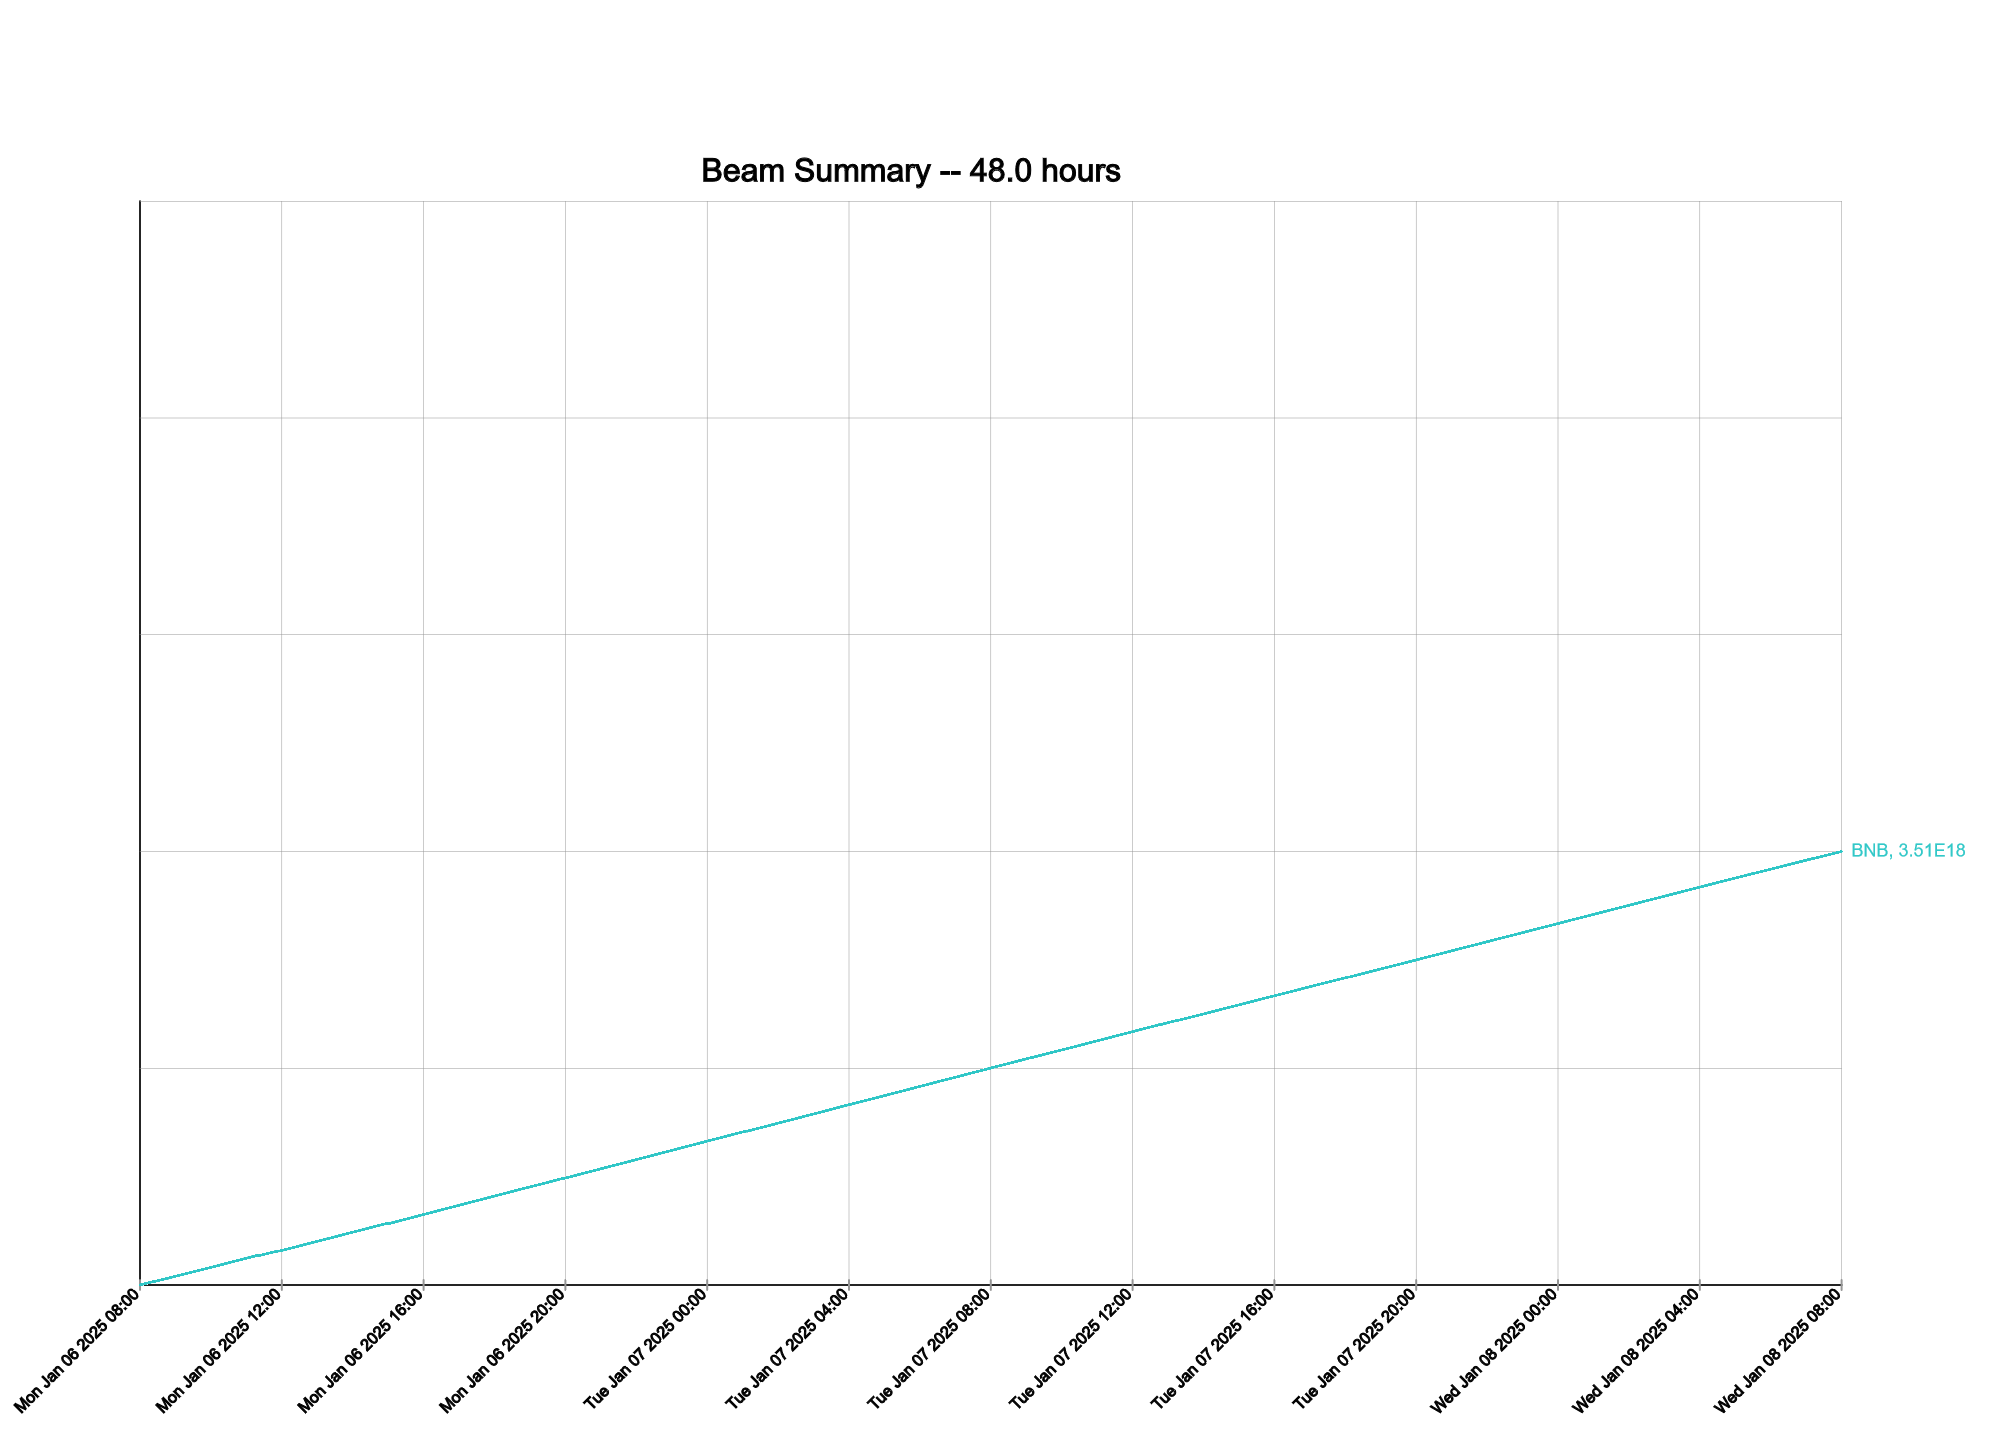 Beam Summary -- 48.0 hours
BNB, 3.51E18
Mon Jan 06 2025 08:00
Mon Jan 06 2025 12:00
Mon Jan 06 2025 16:00
Mon Jan 06 2025 20:00
Tue Jan 07 2025 00:00
Tue Jan 07 2025 04:00
Tue Jan 07 2025 08:00
Tue Jan 07 2025 12:00
Tue Jan 07 2025 16:00
Tue Jan 07 2025 20:00
Wed Jan 08 2025 00:00
Wed Jan 08 2025 04:00
Wed Jan 08 2025 08:00